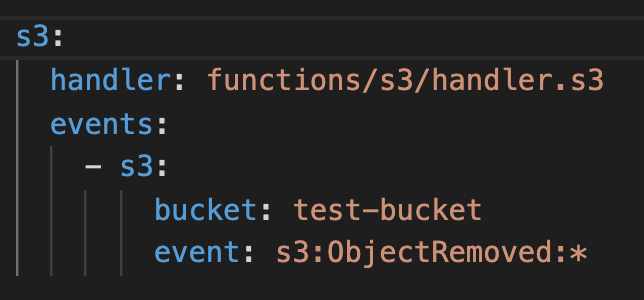 s3:
handler: functions/s3/handler.s3
events:
- s3:
bucket: test-bucket
event: s3:ObjectRemoved:*